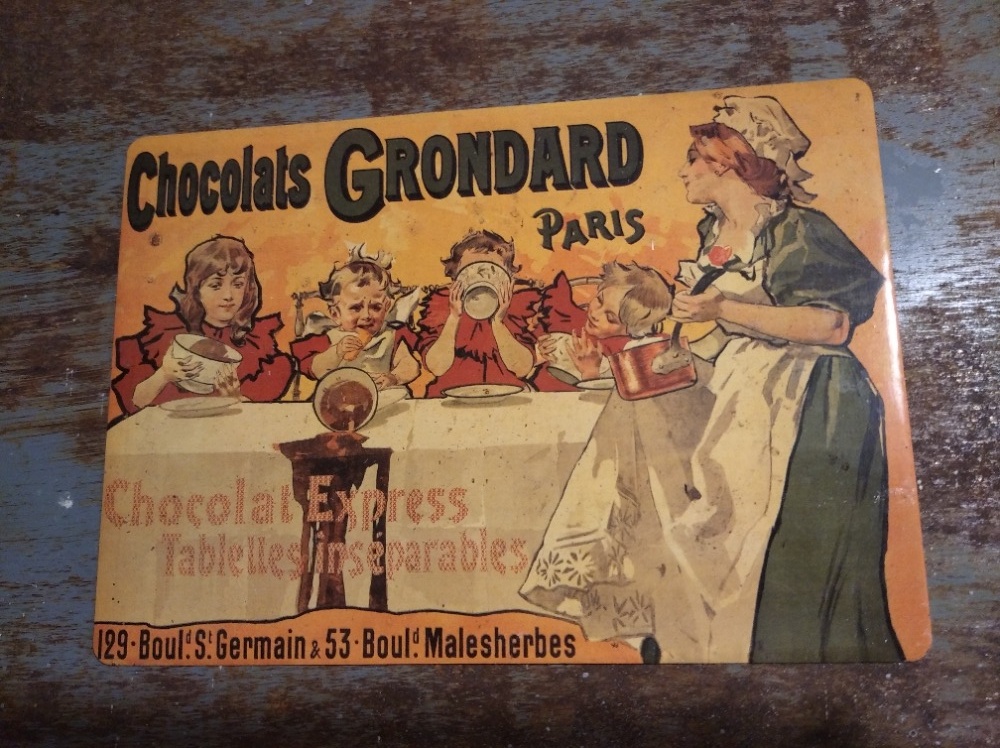 Chocolats GRONDARD
PARIS
Chocolat Express
Tablettes inséparables
129·Boul.d S.t Germain & 53·Boul.d Malesherbes